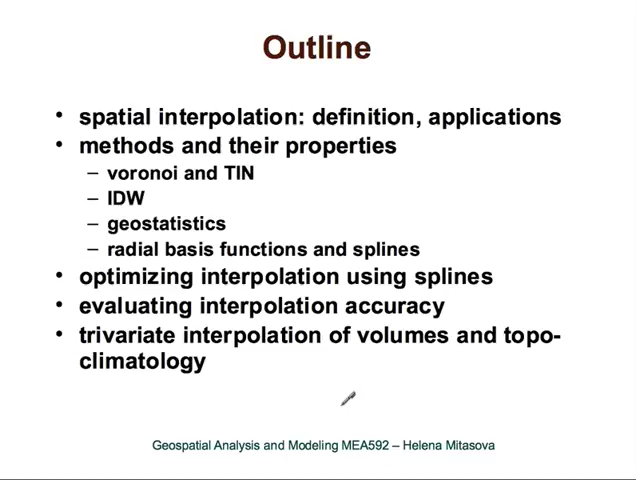 Outline
• spatial interpolation: definition, applications
• methods and their properties
– voronoi and TIN
– IDW
– geostatistics
– radial basis functions and splines
• optimizing interpolation using splines
• evaluating interpolation accuracy
• trivariate interpolation of volumes and topo-
climatology
Geospatial Analysis and Modeling MEA592 – Helena Mitasova